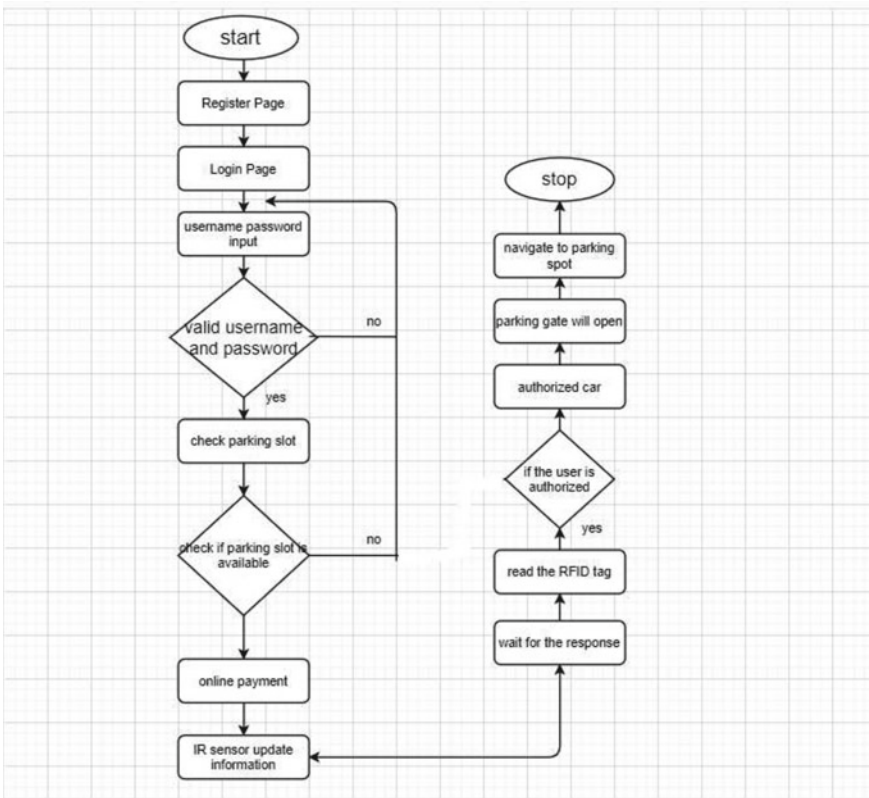 start
Register Page
Login Page
username password
input
valid username
and password
no
yes
check parking slot
check if parking slot is
available
no
online payment
IR sensor update
information
stop
navigate to parking
spot
parking gate will open
authorized car
if the user is
authorized
yes
read the RFID tag
wait for the response